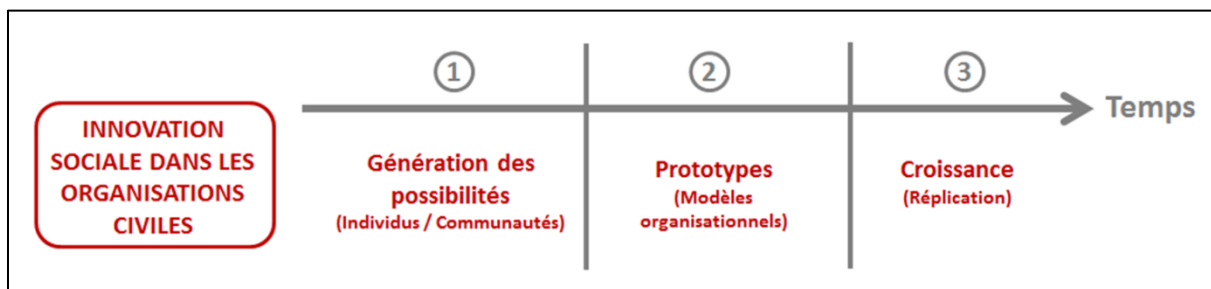 INNOVATION
SOCIALE DANS LES
ORGANISATIONS
CIVILES
1
2
3
Temps
Génération des
possibilités
(Individus / Communautés)
Prototypes
(Modèles
organisationnels)
Croissance
(Réplication)